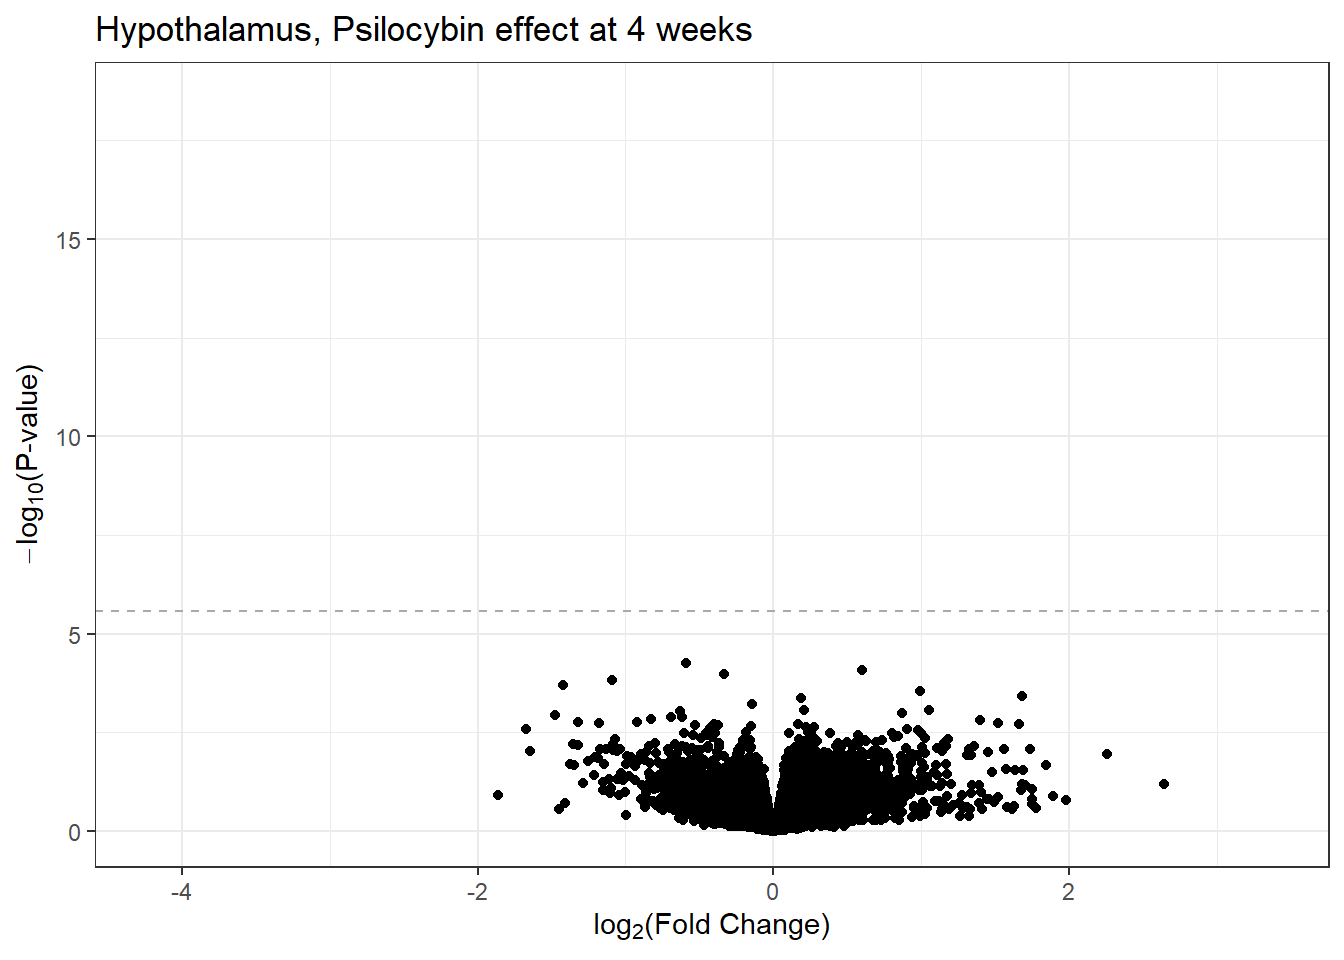 Hypothalamus, Psilocybin effect at 4 weeks
15
10
5
0
-4
-2
0
2
−log10(P-value)
log2(Fold Change)